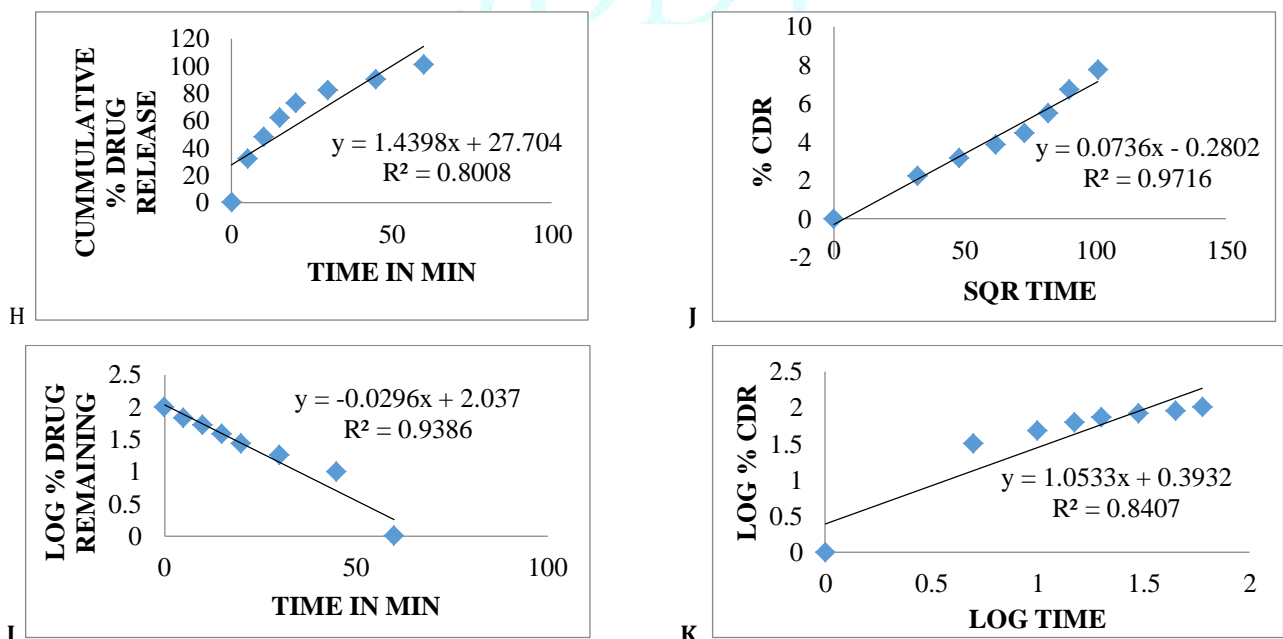 CUMMULATIVE
% DRUG
RELEASE
120
100
80
60
40
20
0
y = 1.4398x + 27.704
R² = 0.8008
0 50 100
TIME IN MIN
H
% CDR
10
8
6
4
2
0
-2
y = 0.0736x - 0.2802
R² = 0.9716
0 50 100 150
SQR TIME
J
LOG % DRUG
REMAINING
2.5
2
1.5
1
0.5
0
y = -0.0296x + 2.037
R² = 0.9386
0 50 100
TIME IN MIN
LOG % CDR
2.5
2
1.5
1
0.5
0
y = 1.0533x + 0.3932
R² = 0.8407
0 0.5 1 1.5 2
LOG TIME
K